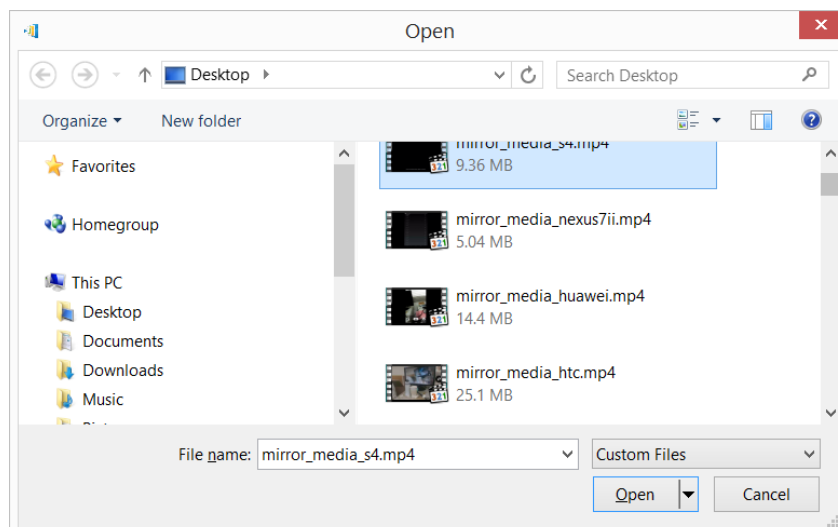 Open
Desktop
Search Desktop
Organize
New folder
Favorites
Homegroup
This PC
Desktop
Documents
Downloads
Music
mirror_media_s4.mp4
9.36 MB
mirror_media_nexus7ii.mp4
5.04 MB
mirror_media_huawei.mp4
14.4 MB
mirror_media_htc.mp4
25.1 MB
File name: mirror_media_s4.mp4
Custom Files
Open
Cancel